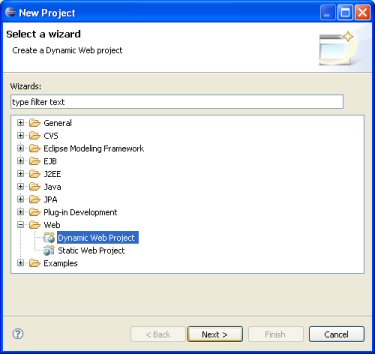 New Project
Select a wizard
Create a Dynamic Web project
Wizards:
type filter text
General
CVS
Eclipse Modeling Framework
EJB
J2EE
Java
JPA
Plug-in Development
Web
Dynamic Web Project
Static Web Project
Examples
< Back
Next >
Finish
Cancel